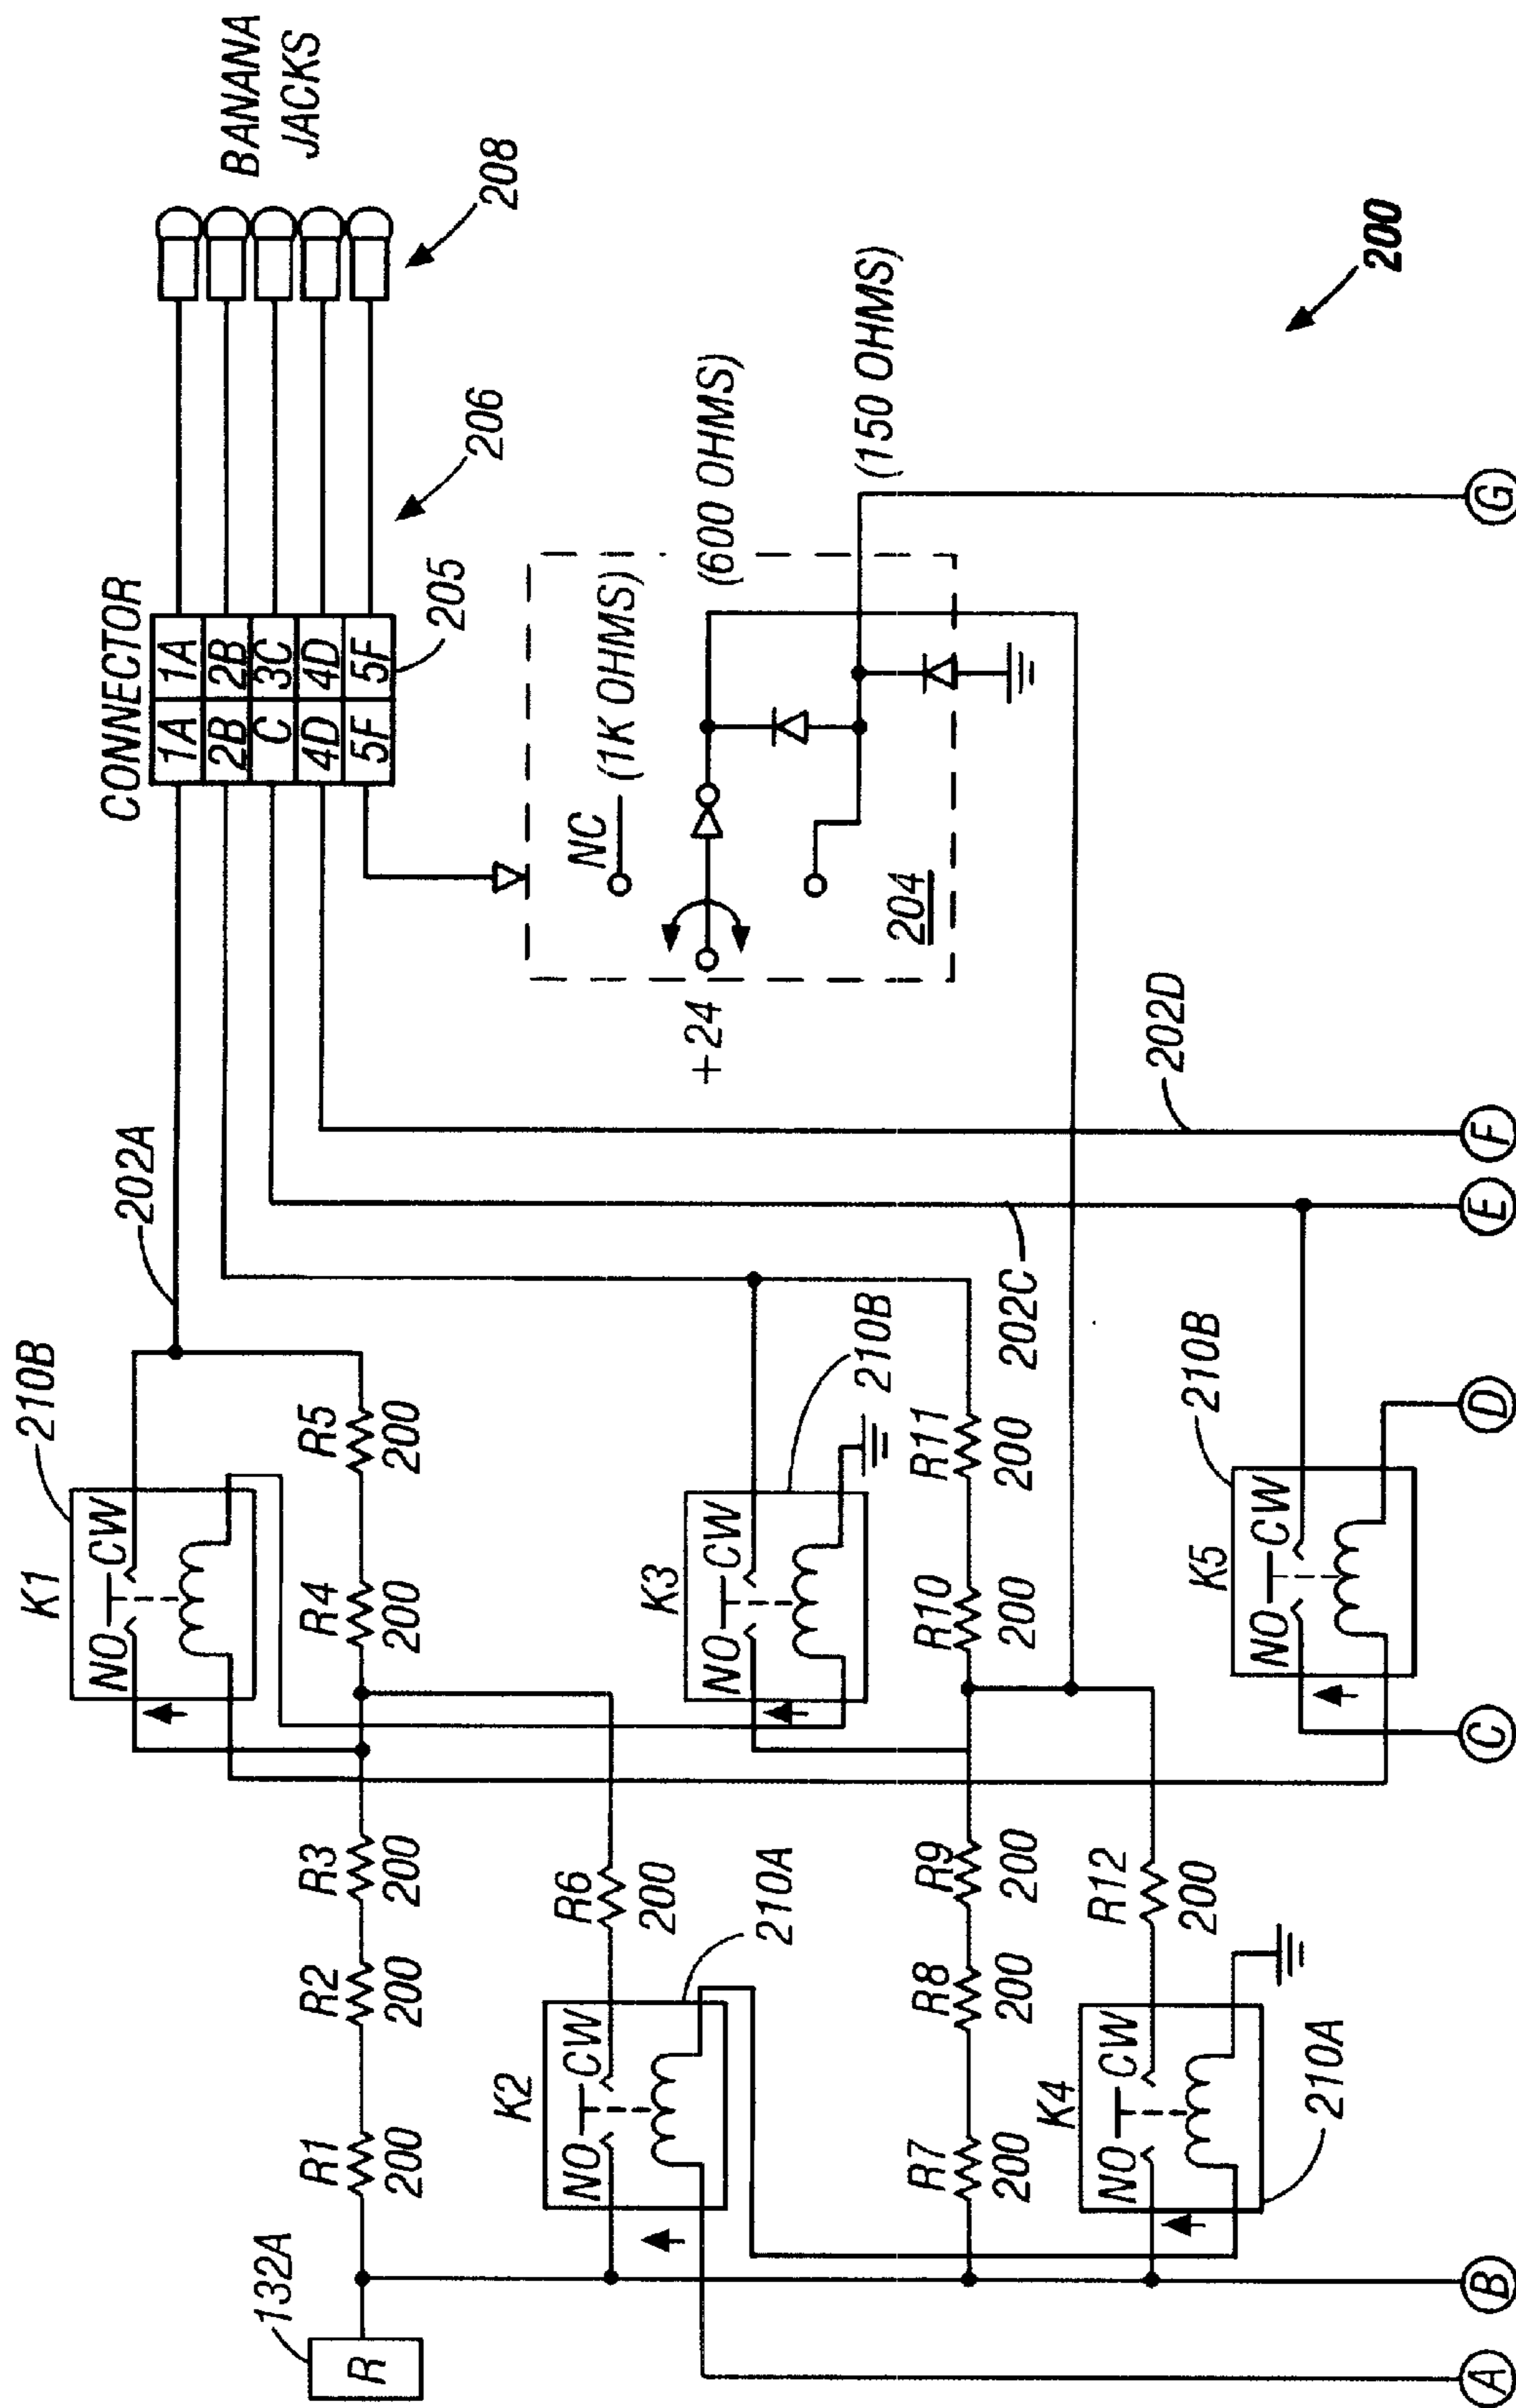 BANANA
JACKS
208
CONNECTOR
1A 1A
2B 2B
C 3C
4D 4D
5F 5F
205
206
202A
NC
(1K OHMS)
(600 OHMS)
(150 OHMS)
+24
204
200
K1
210B
NO CW
R1
200
R2
200
R3
200
R4
200
R5
200
132A
R
K2
NO CW
210A
R6
200
K3
NO CW
210B
R7
200
R8
200
R9
200
R10
200
R11
200
202C
202D
K4
NO CW
210A
R12
200
K5
NO CW
210B
A
B
C
D
E
F
G